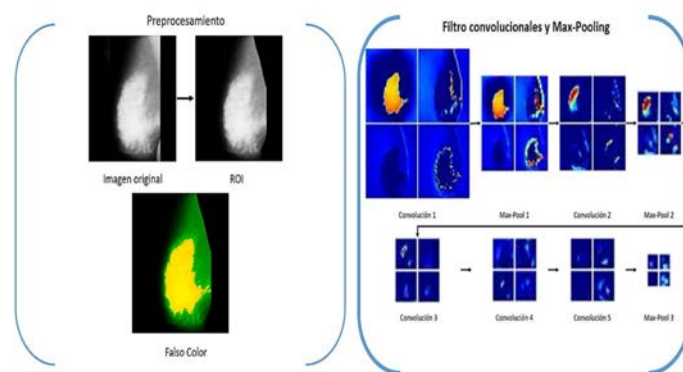 Preprocesamiento
Imagen original
ROI
Falso Color
Filtro convolucionales y Max-Pooling
Convolución 1
Max-Pool 1
Convolución 2
Max-Pool 2
Convolución 3
Convolución 4
Convolución 5
Max-Pool 3